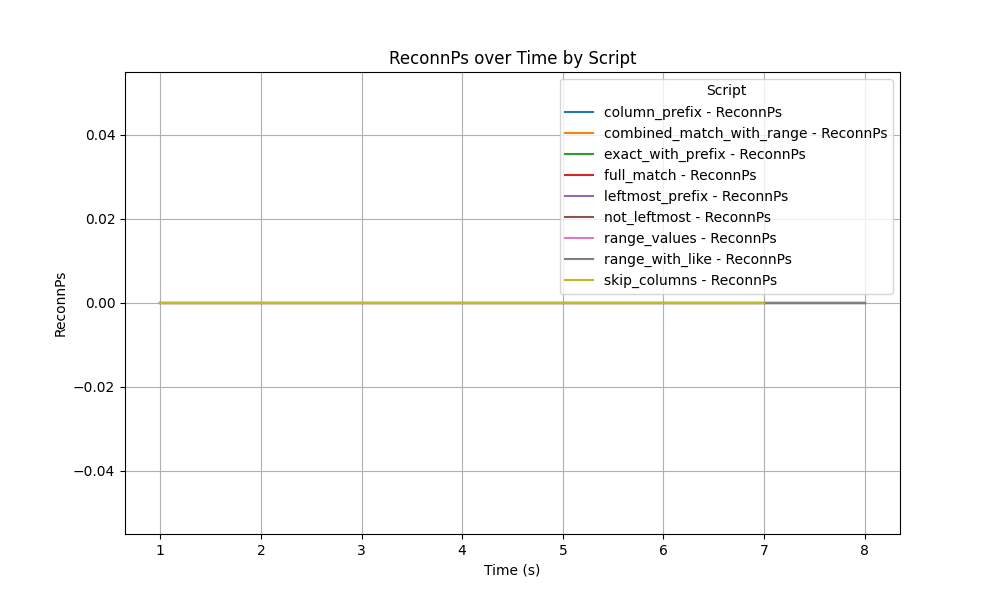 ReconnPs over Time by Script
Script
column_prefix - ReconnPs
combined_match_with_range - ReconnPs
exact_with_prefix - ReconnPs
full_match - ReconnPs
leftmost_prefix - ReconnPs
not_leftmost - ReconnPs
range_values - ReconnPs
range_with_like - ReconnPs
skip_columns - ReconnPs
ReconnPs
0.04
0.02
0.00
−0.02
−0.04
1 2 3 4 5 6 7 8
Time (s)